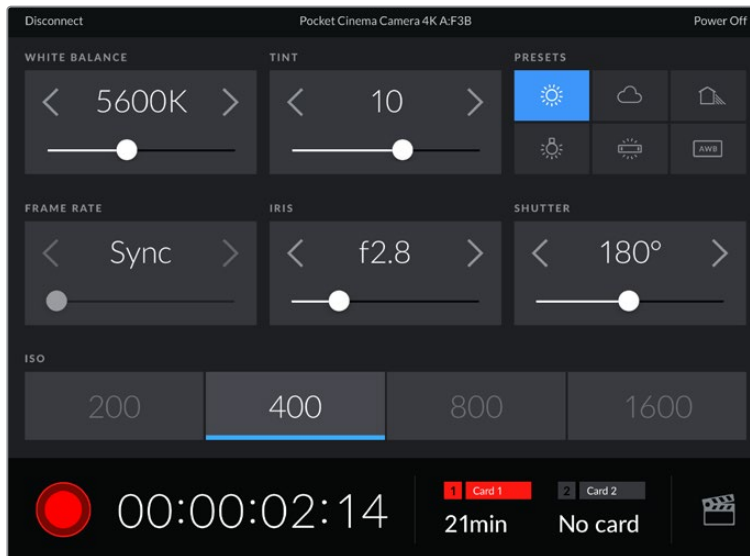 Disconnect Pocket Cinema Camera 4K A:F3B Power Off
WHITE BALANCE TINT PRESETS
5600K 10
AWB
FRAME RATE IRIS SHUTTER
Sync f2.8 180°
ISO
200 400 800 1600
1 Card 1 2 Card 2
00:00:02:14 21min No card